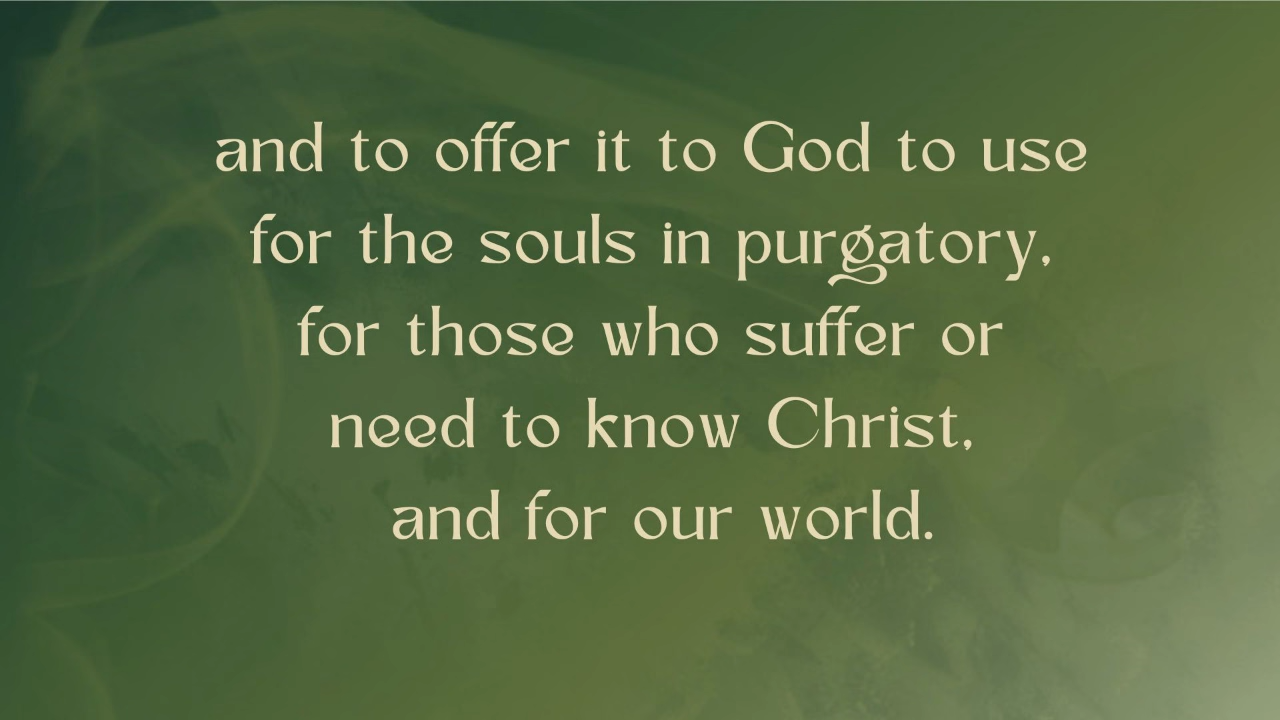 and to offer it to God to use
for the souls in purgatory,
for those who suffer or
need to know Christ,
and for our world.